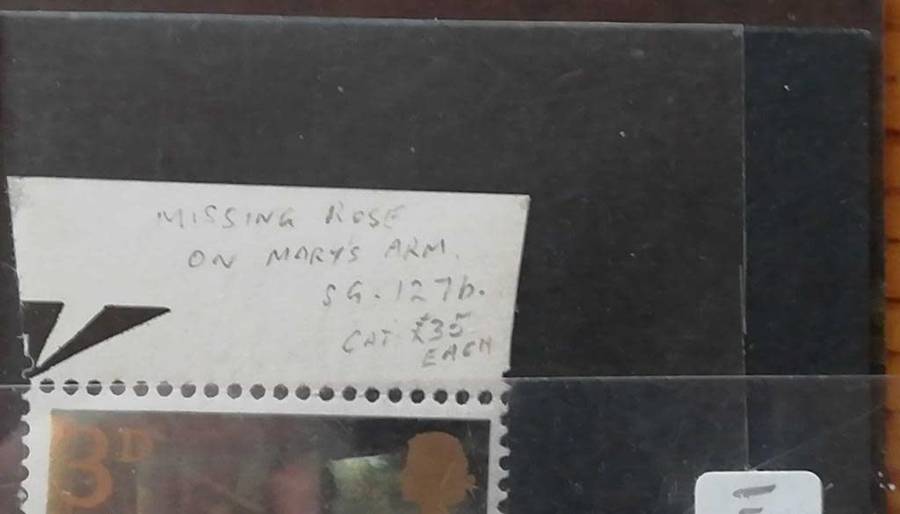 MISSING ROSE
ON MARY'S ARM.
SG. 127b.
CAT £35
EACH
3D